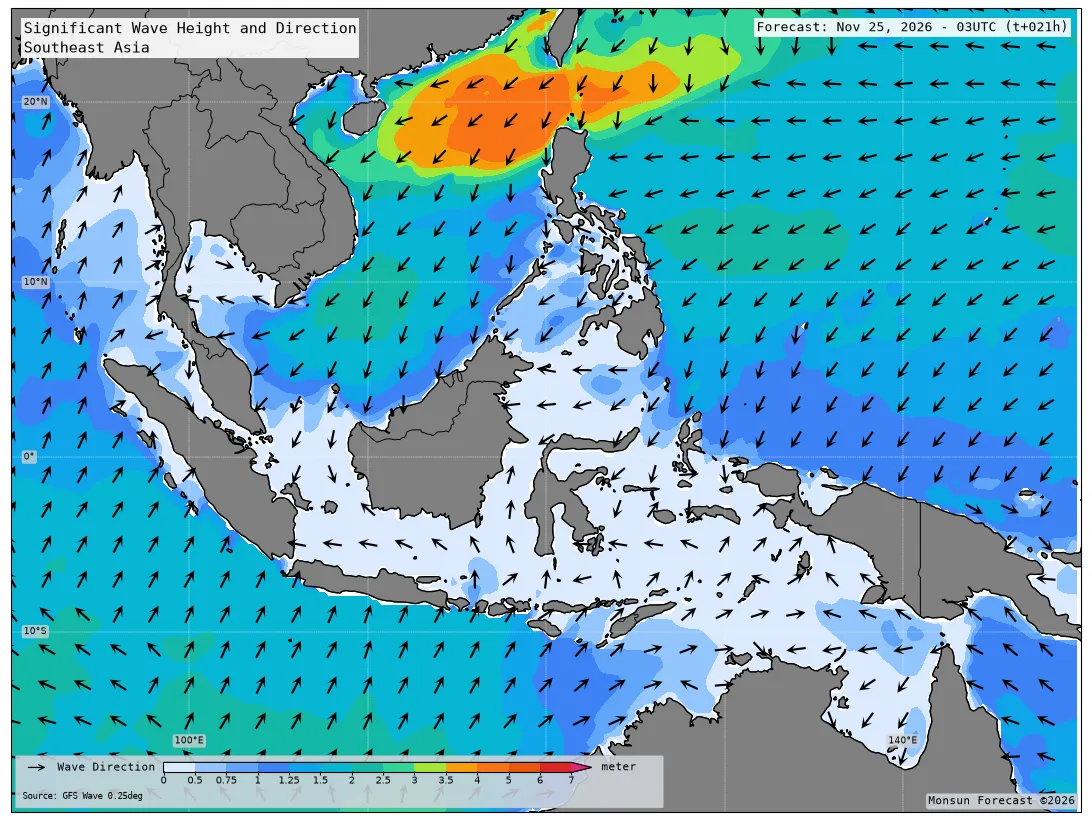 Significant Wave Height and Direction
Southeast Asia
Forecast: Nov 25, 2026 - 03UTC (t+021h)
20°N
10°N
0°
10°S
100°E
140°E
Wave Direction
meter
0 0.5 0.75 1 1.25 1.5 2 2.5 3 3.5 4 5 6 7
Source: GFS Wave 0.25deg
Monsun Forecast ©2026